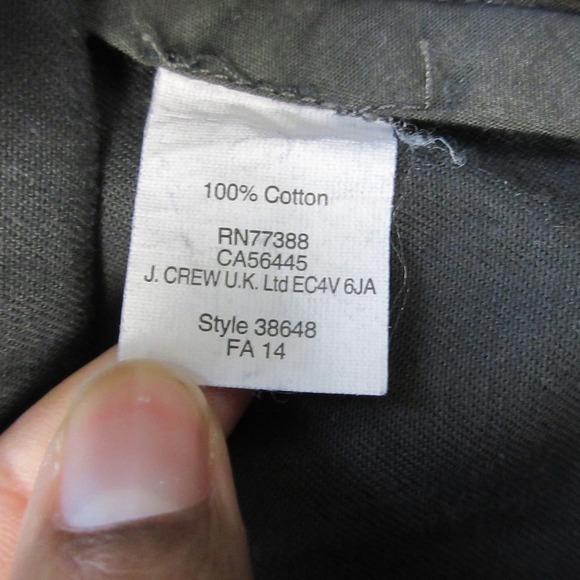 100% Cotton
RN77388
CA56445
J. CREW U.K. Ltd EC4V 6JA
Style 38648
FA 14